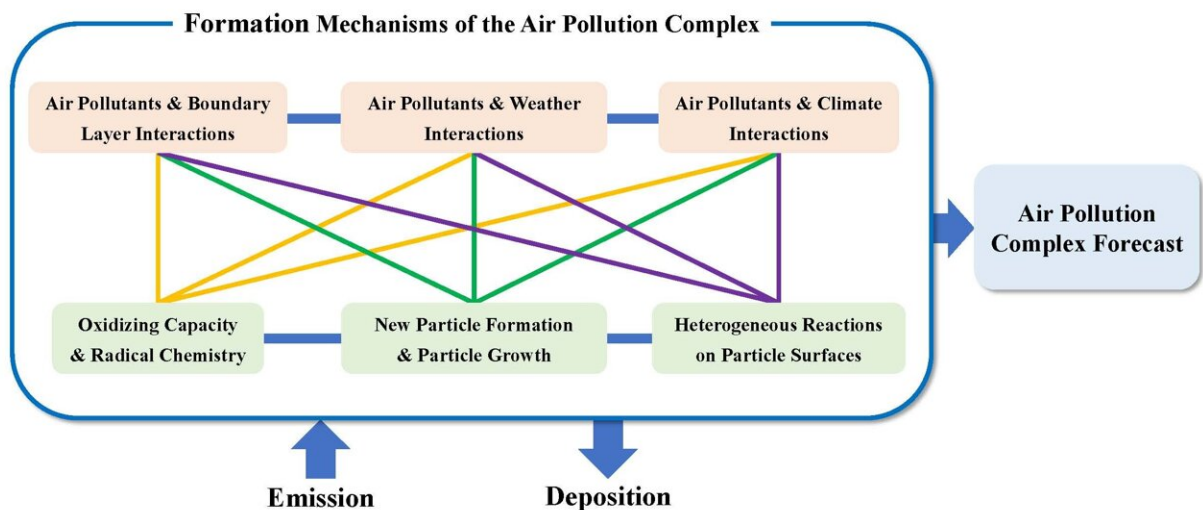 Formation Mechanisms of the Air Pollution Complex
Air Pollutants & Boundary
Layer Interactions
Air Pollutants & Weather
Interactions
Air Pollutants & Climate
Interactions
Air Pollution
Complex Forecast
Oxidizing Capacity
& Radical Chemistry
New Particle Formation
& Particle Growth
Heterogeneous Reactions
on Particle Surfaces
Emission
Deposition